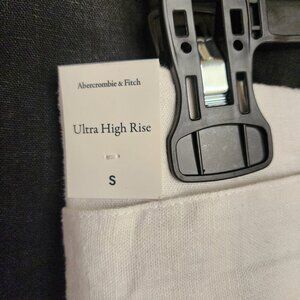 Abercrombie & Fitch
Ultra High Rise
S